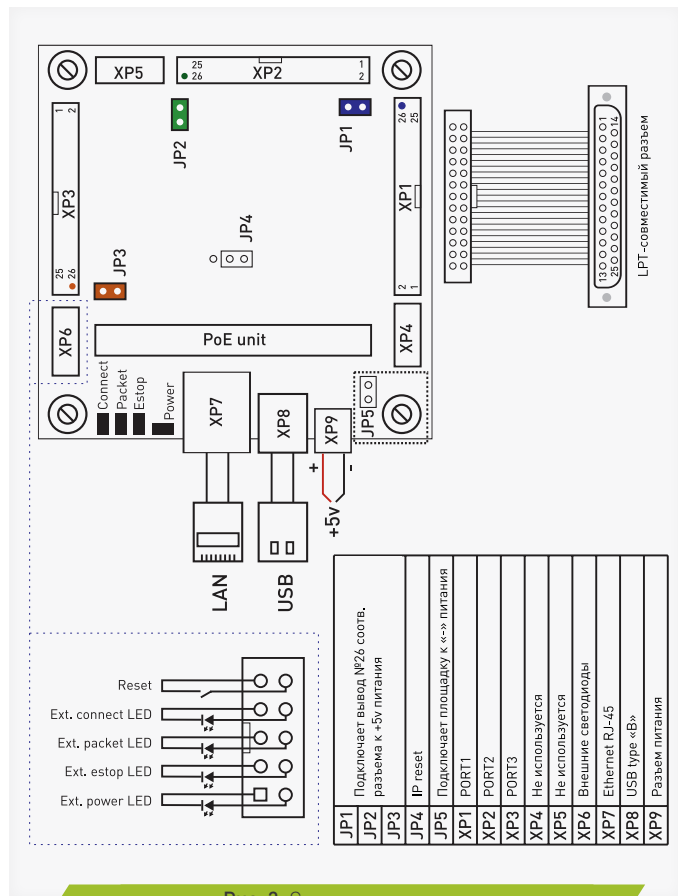 XP5
25
26
XP2
1
2
1
2
XP3
25
26
JP2
JP1
26
25
XP1
2
1
JP4
JP3
1
14
13
25
LPT-совместимый разъем
XP6
PoE unit
XP4
Connect
Packet
Estop
Power
XP7
XP8
XP9
JP5
+
-
+5v
LAN
USB
Reset
Ext. connect LED
Ext. packet LED
Ext. estop LED
Ext. power LED
JP1
JP2
JP3
Подключает вывод №26 соотв.
разъема к +5v питания
JP4 IP reset
JP5 Подключает площадку к «-» питания
XP1 PORT1
XP2 PORT2
XP3 PORT3
XP4 Не используется
XP5 Не используется
XP6 Внешние светодиоды
XP7 Ethernet RJ-45
XP8 USB type «B»
XP9 Разъем питания